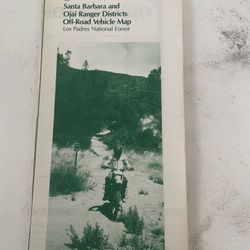 Santa Barbara and
Ojai Ranger Districts
Off-Road Vehicle Map
Los Padres National Forest